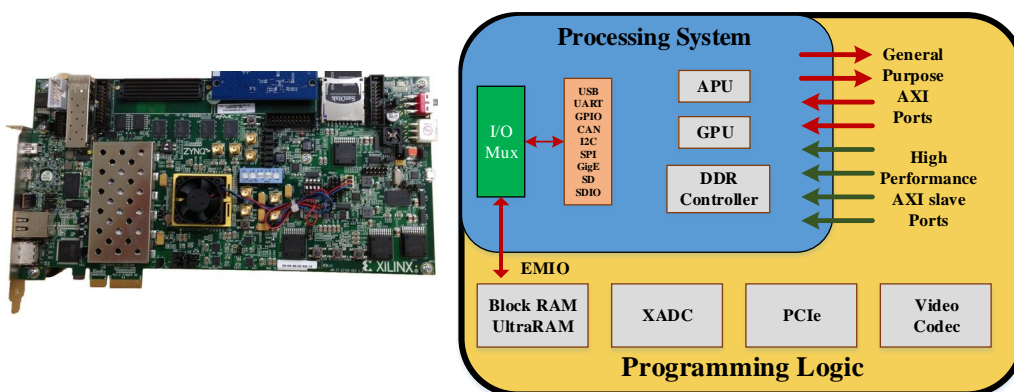 SanDisk
ZYNQ
XILINX
Processing System
I/O
Mux
USB
UART
GPIO
CAN
I2C
SPI
GigE
SD
SDIO
APU
GPU
DDR
Controller
General
Purpose
AXI
Ports
High
Performance
AXI slave
Ports
EMIO
Block RAM
UltraRAM
XADC
PCIe
Video
Codec
Programming Logic